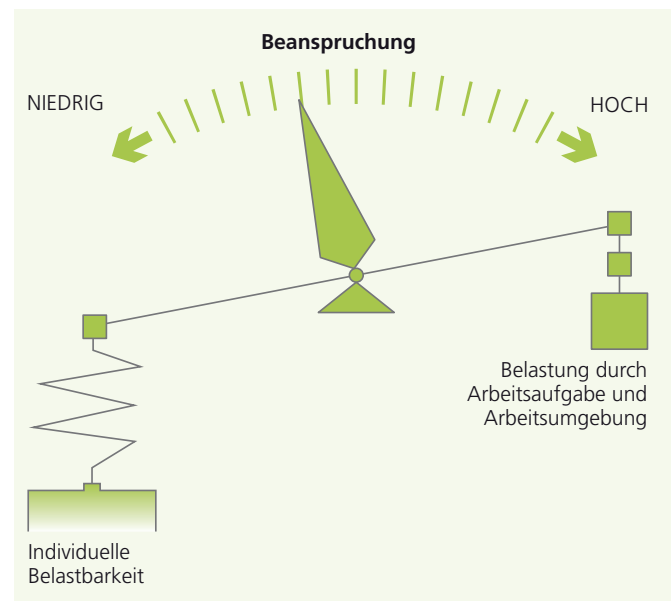 Beanspruchung
NIEDRIG
HOCH
Belastung durch
Arbeitsaufgabe und
Arbeitsumgebung
Individuelle
Belastbarkeit